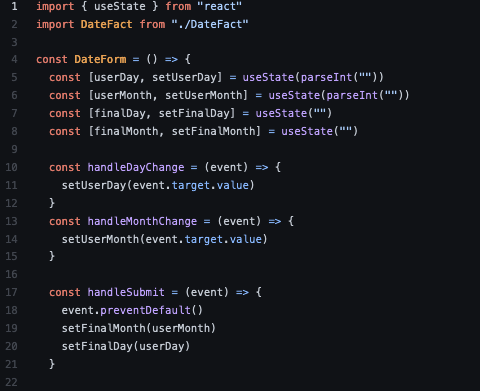 1 import { useState } from "react"
2 import DateFact from "./DateFact"
3
4 const DateForm = () => {
5   const [userDay, setUserDay] = useState(parseInt(""))
6   const [userMonth, setUserMonth] = useState(parseInt(""))
7   const [finalDay, setFinalDay] = useState("")
8   const [finalMonth, setFinalMonth] = useState("")
9
10   const handleDayChange = (event) => {
11     setUserDay(event.target.value)
12   }
13   const handleMonthChange = (event) => {
14     setUserMonth(event.target.value)
15   }
16
17   const handleSubmit = (event) => {
18     event.preventDefault()
19     setFinalMonth(userMonth)
20     setFinalDay(userDay)
21   }
22